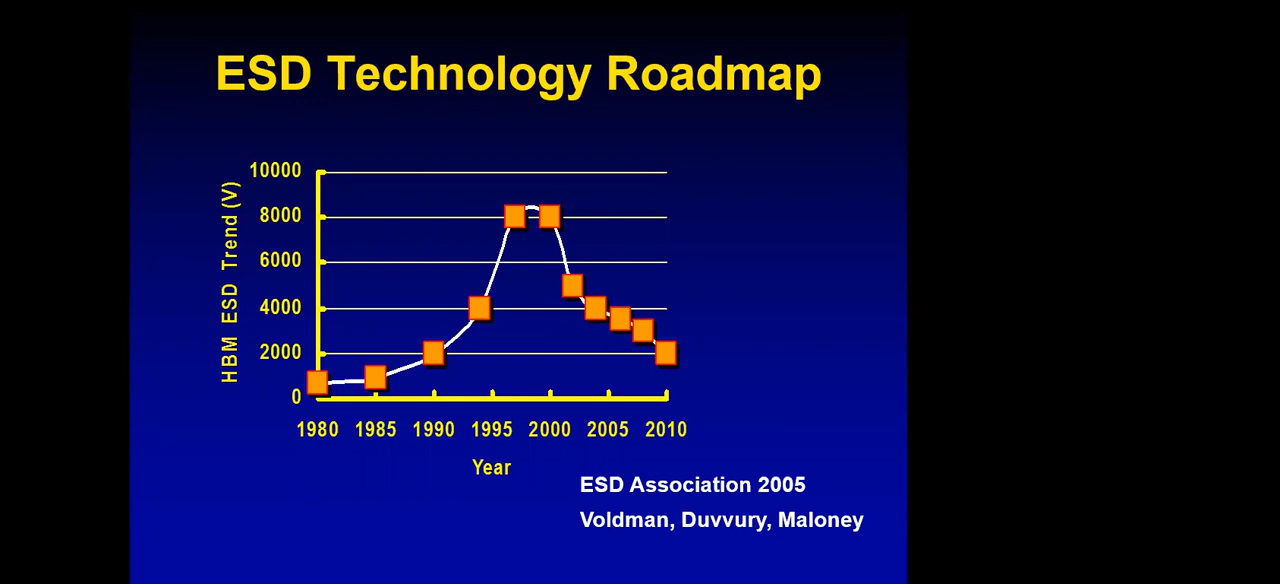 ESD Technology Roadmap
10000
8000
6000
4000
2000
0
HBM ESD Trend (V)
1980 1985 1990 1995 2000 2005 2010
Year
ESD Association 2005
Voldman, Duvvury, Maloney